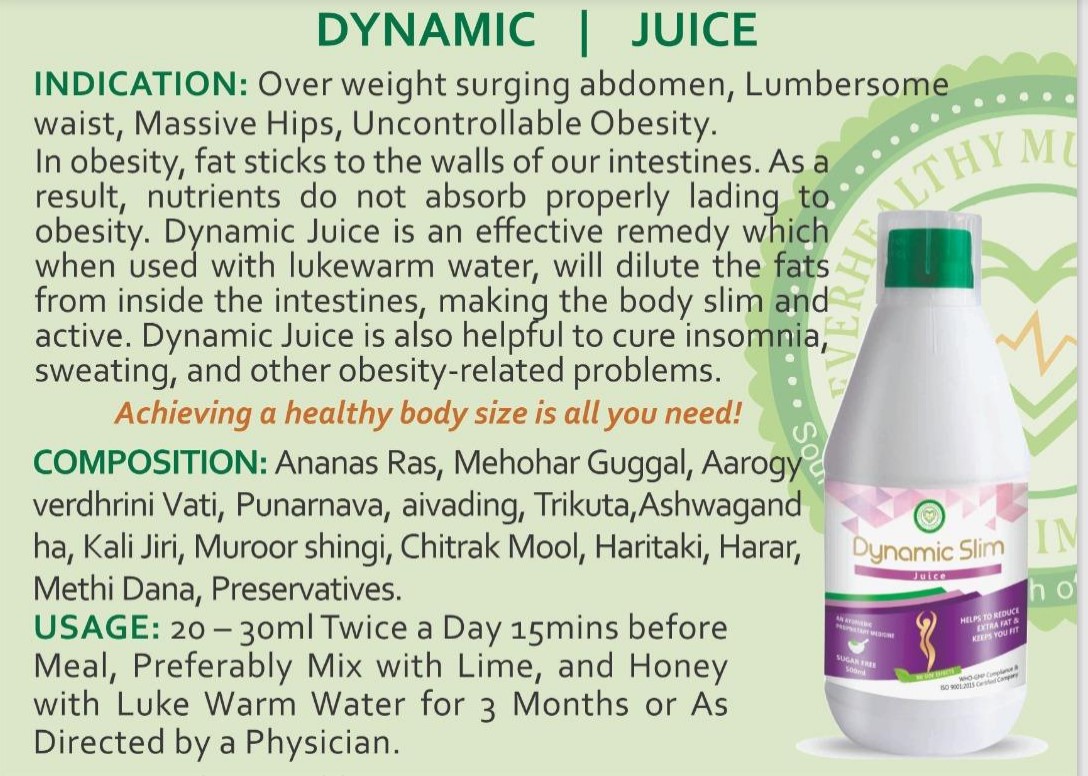 DYNAMIC | JUICE
INDICATION: Over weight surging abdomen, Lumbersome
waist, Massive Hips, Uncontrollable Obesity.
In obesity, fat sticks to the walls of our intestines. As a
result, nutrients do not absorb properly lading to
obesity. Dynamic Juice is an effective remedy which
when used with lukewarm water, will dilute the fats
from inside the intestines, making the body slim and
active. Dynamic Juice is also helpful to cure insomnia,
sweating, and other obesity-related problems.
Achieving a healthy body size is all you need!
COMPOSITION: Ananas Ras, Mehohar Guggal, Aarogy
verdhrini Vati, Punarnava, aivading, Trikuta,Ashwagand
ha, Kali Jiri, Muroor shingi, Chitrak Mool, Haritaki, Harar,
Methi Dana, Preservatives.
USAGE: 20 – 30ml Twice a Day 15mins before
Meal, Preferably Mix with Lime, and Honey
with Luke Warm Water for 3 Months or As
Directed by a Physician.
EVERHEALTHY MU
Sou
IM
h of
Dynamic Slim
Juice
AN AYURVEDIC
PROPRIETARY MEDICINE
SUGAR FREE
500ml
HELPS TO REDUCE
EXTRA FAT &
KEEPS YOU FIT
NO SIDE EFFECTS
WHO-GMP Compliance &
ISO 9001:2015 Certified Company